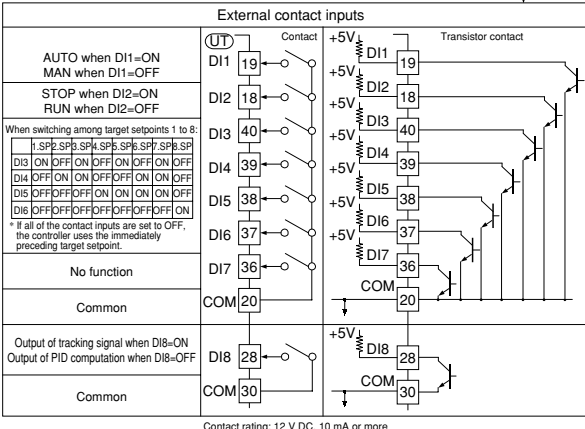 External contact inputs
AUTO when DI1=ON
MAN when DI1=OFF
STOP when DI2=ON
RUN when DI2=OFF
When switching among target setpoints 1 to 8:
1.SP 2.SP 3.SP 4.SP 5.SP 6.SP 7.SP 8.SP
DI3 ON OFF ON OFF ON OFF ON OFF
DI4 OFF ON ON OFF OFF ON ON OFF
DI5 OFF OFF OFF ON ON ON ON OFF
DI6 OFF OFF OFF OFF OFF OFF OFF ON
* If all of the contact inputs are set to OFF,
the controller uses the immediately
preceding target setpoint.
No function
Common
Output of tracking signal when DI8=ON
Output of PID computation when DI8=OFF
Common
UT Contact
DI1 19
DI2 18
DI3 40
DI4 39
DI5 38
DI6 37
DI7 36
COM 20
DI8 28
COM 30
Transistor contact
+5V DI1 19
+5V DI2 18
+5V DI3 40
+5V DI4 39
+5V DI5 38
+5V DI6 37
+5V DI7 36
COM 20
+5V DI8 28
COM 30
Contact rating: 12 V DC, 10 mA or more